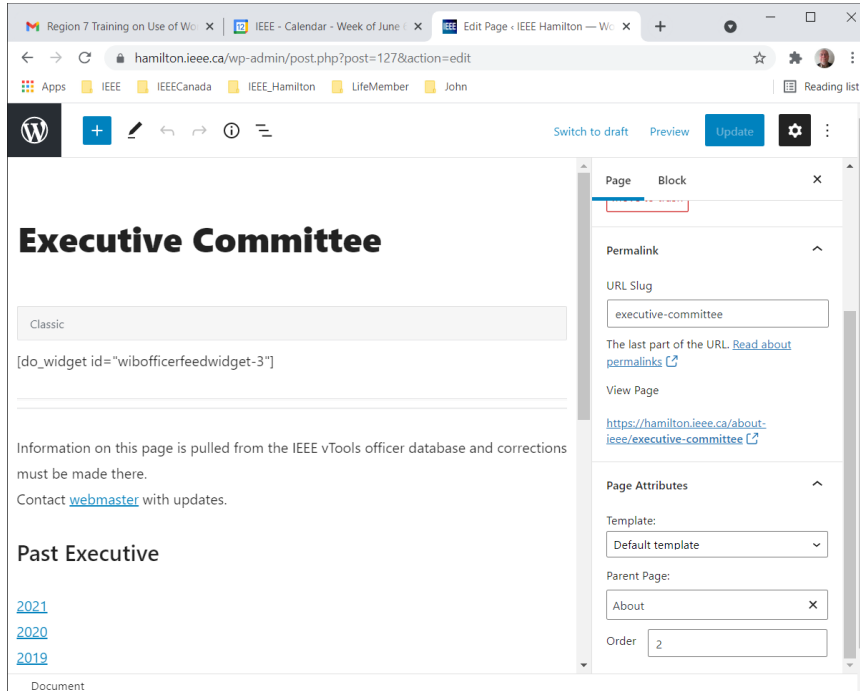 Region 7 Training on Use of Wo
IEEE - Calendar - Week of June
Edit Page ‹ IEEE Hamilton — Wo
hamilton.ieee.ca/wp-admin/post.php?post=127&action=edit
Apps IEEE IEEECanada IEEE_Hamilton LifeMember John Reading list
Switch to draft Preview Update
Page Block
Executive Committee
Classic
[do_widget id="wibofficerfeedwidget-3"]
Information on this page is pulled from the IEEE vTools officer database and corrections
must be made there.
Contact webmaster with updates.
Past Executive
2021
2020
2019
Document
Move to trash
Permalink
URL Slug
executive-committee
The last part of the URL. Read about
permalinks
View Page
https://hamilton.ieee.ca/about-
ieee/executive-committee
Page Attributes
Template:
Default template
Parent Page:
About
Order 2